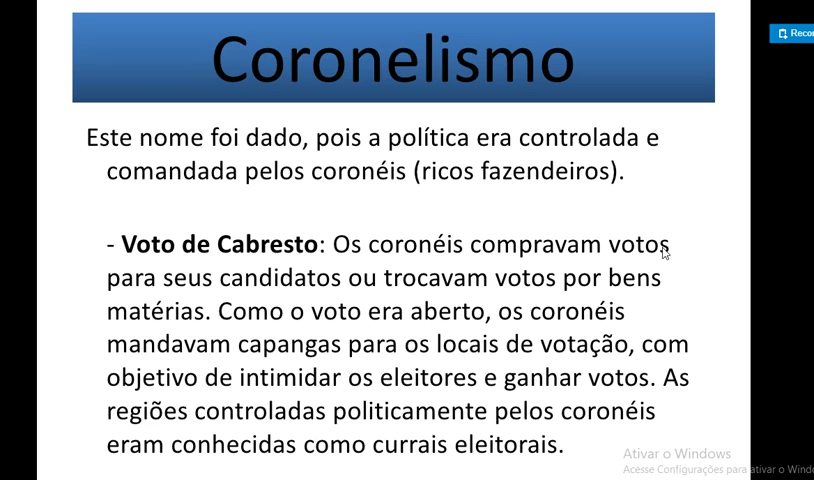 Coronelismo
Recor
Este nome foi dado, pois a política era controlada e
comandada pelos coronéis (ricos fazendeiros).
- Voto de Cabresto: Os coronéis compravam votos
para seus candidatos ou trocavam votos por bens
matérias. Como o voto era aberto, os coronéis
mandavam capangas para os locais de votação, com
objetivo de intimidar os eleitores e ganhar votos. As
regiões controladas politicamente pelos coronéis
eram conhecidas como currais eleitorais.
Ativar o Windows
Acesse Configurações para ativar o Windo